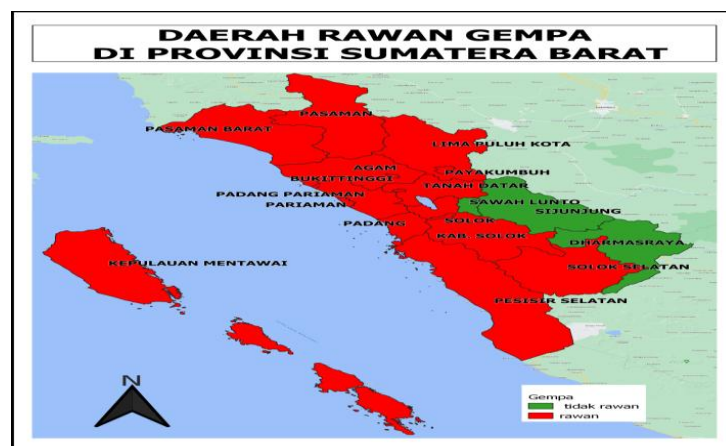 DAERAH RAWAN GEMPA
DI PROVINSI SUMATERA BARAT
PASAMAN
PASAMAN BARAT
LIMA PULUH KOTA
AGAM
PAYAKUMBUH
BUKITTINGGI
TANAH DATAR
PADANG PARIAMAN
SAWAH LUNTO
PARIAMAN
SIJUNJUNG
PADANG
SOLOK
KAB. SOLOK
DHARMASRAYA
KEPULAUAN MENTAWAI
SOLOK SELATAN
PESISIR SELATAN
N
Gempa
tidak rawan
rawan